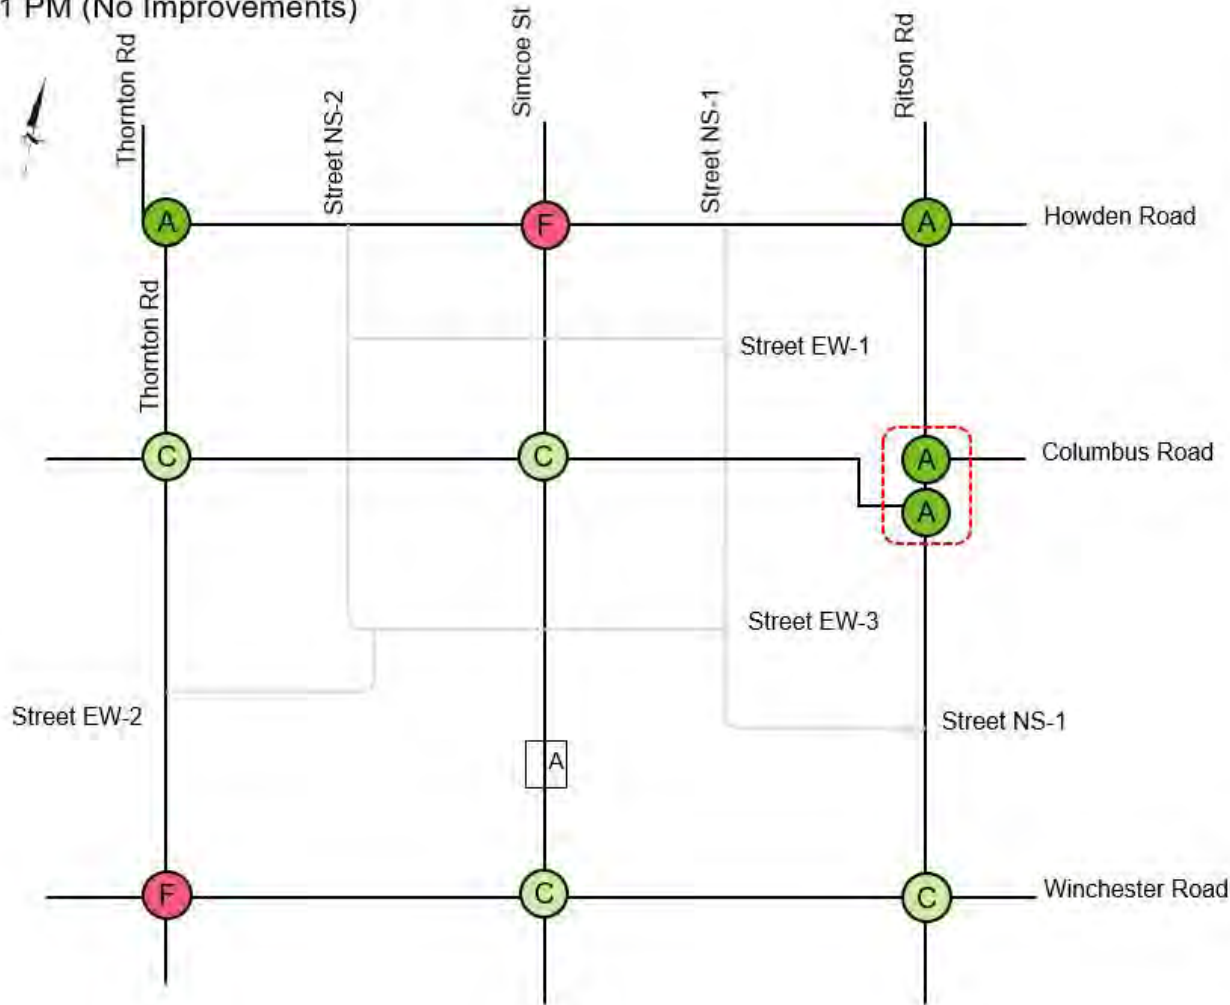 1 PM (No Improvements)
Thornton Rd
Street NS-2
Simcoe St
Street NS-1
Ritson Rd
A
F
A
Howden Road
Thornton Rd
Street EW-1
C
C
A
Columbus Road
A
Street EW-3
Street EW-2
Street NS-1
A
F
C
C
Winchester Road